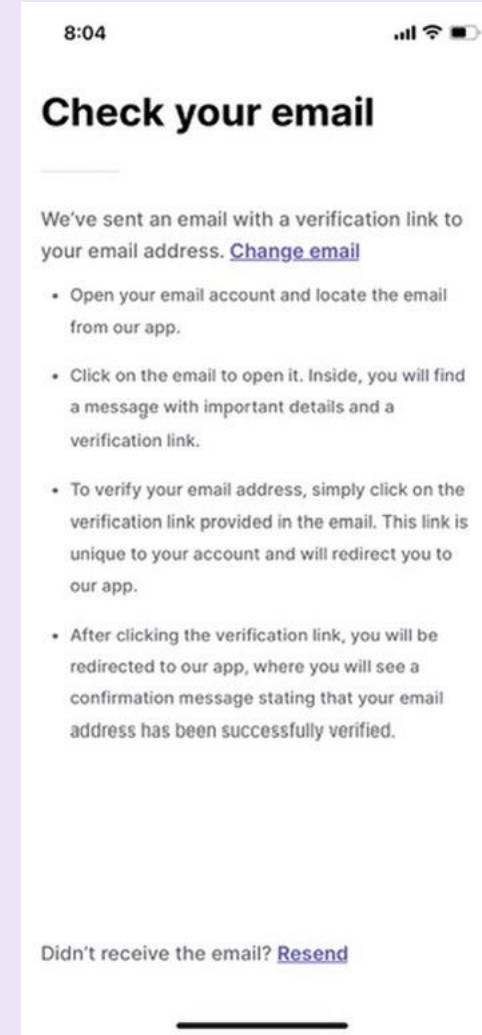 8:04
Check your email
We've sent an email with a verification link to
your email address. Change email
• Open your email account and locate the email
from our app.
• Click on the email to open it. Inside, you will find
a message with important details and a
verification link.
• To verify your email address, simply click on the
verification link provided in the email. This link is
unique to your account and will redirect you to
our app.
• After clicking the verification link, you will be
redirected to our app, where you will see a
confirmation message stating that your email
address has been successfully verified.
Didn't receive the email? Resend